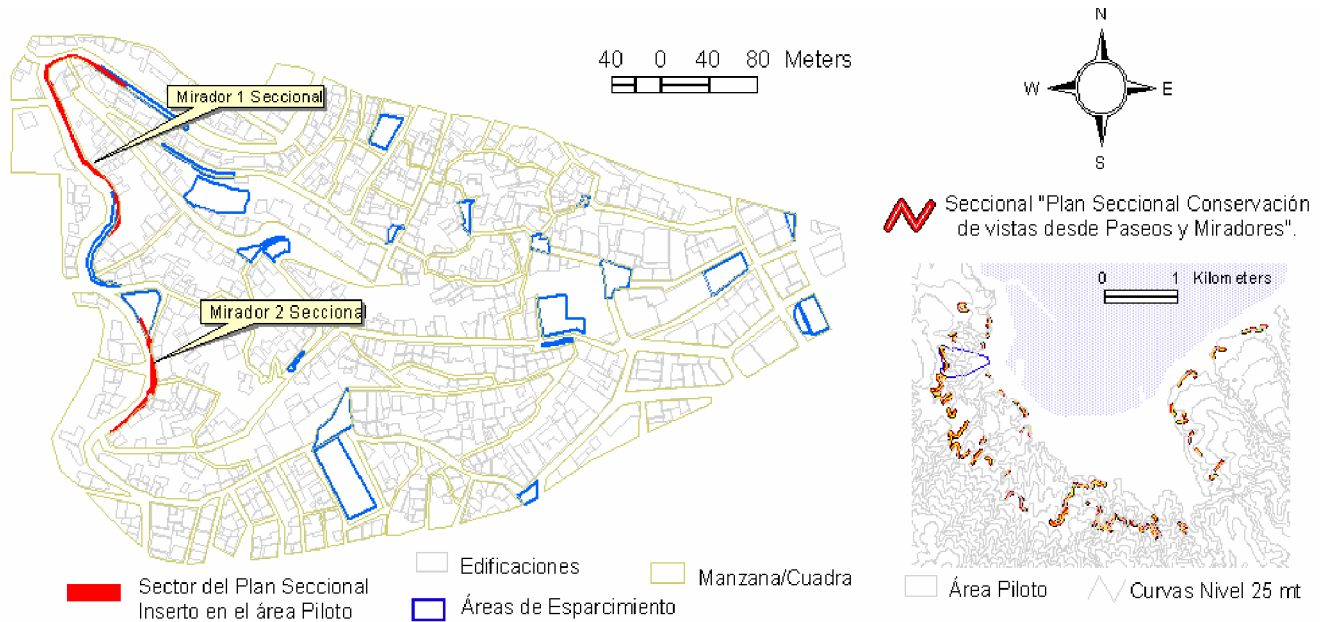 Mirador 1 Seccional
Mirador 2 Secciona
40 0 40 80 Meters
N
W E
S
Seccional "Plan Seccional Conservación
de vistas desde Paseos y Miradores".
0 1 Kilometers
Sector del Plan Seccional
Inserto en el área Piloto
Edificaciones
Áreas de Esparcimiento
Manzana/Cuadra
Área Piloto
Curvas Nivel 25 mt